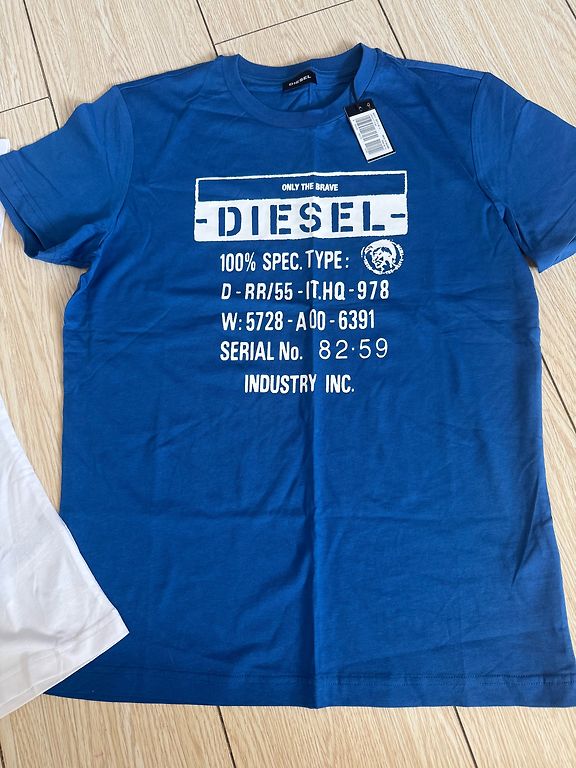 DIESEL
ONLY THE BRAVE
-DIESEL-
100% SPEC. TYPE:
D-RR/55-IT.HQ-978
W:5728-A00-6391
SERIAL No. 82·59
INDUSTRY INC.